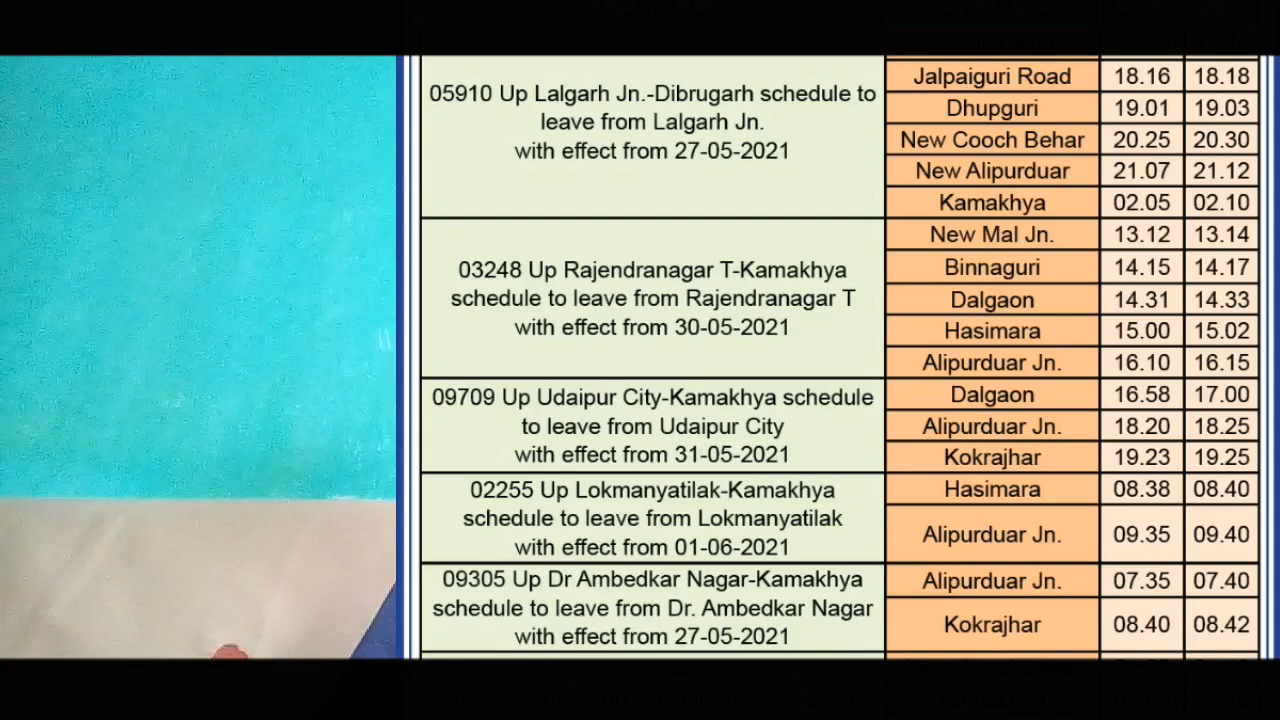 05910 Up Lalgarh Jn.-Dibrugarh schedule to
leave from Lalgarh Jn.
with effect from 27-05-2021
Jalpaiguri Road 18.16 18.18
Dhupguri 19.01 19.03
New Cooch Behar 20.25 20.30
New Alipurduar 21.07 21.12
Kamakhya 02.05 02.10
03248 Up Rajendranagar T-Kamakhya
schedule to leave from Rajendranagar T
with effect from 30-05-2021
New Mal Jn. 13.12 13.14
Binnaguri 14.15 14.17
Dalgaon 14.31 14.33
Hasimara 15.00 15.02
Alipurduar Jn. 16.10 16.15
09709 Up Udaipur City-Kamakhya schedule
to leave from Udaipur City
with effect from 31-05-2021
Dalgaon 16.58 17.00
Alipurduar Jn. 18.20 18.25
Kokrajhar 19.23 19.25
02255 Up Lokmanyatilak-Kamakhya
schedule to leave from Lokmanyatilak
with effect from 01-06-2021
Hasimara 08.38 08.40
Alipurduar Jn. 09.35 09.40
09305 Up Dr Ambedkar Nagar-Kamakhya
schedule to leave from Dr. Ambedkar Nagar
with effect from 27-05-2021
Alipurduar Jn. 07.35 07.40
Kokrajhar 08.40 08.42